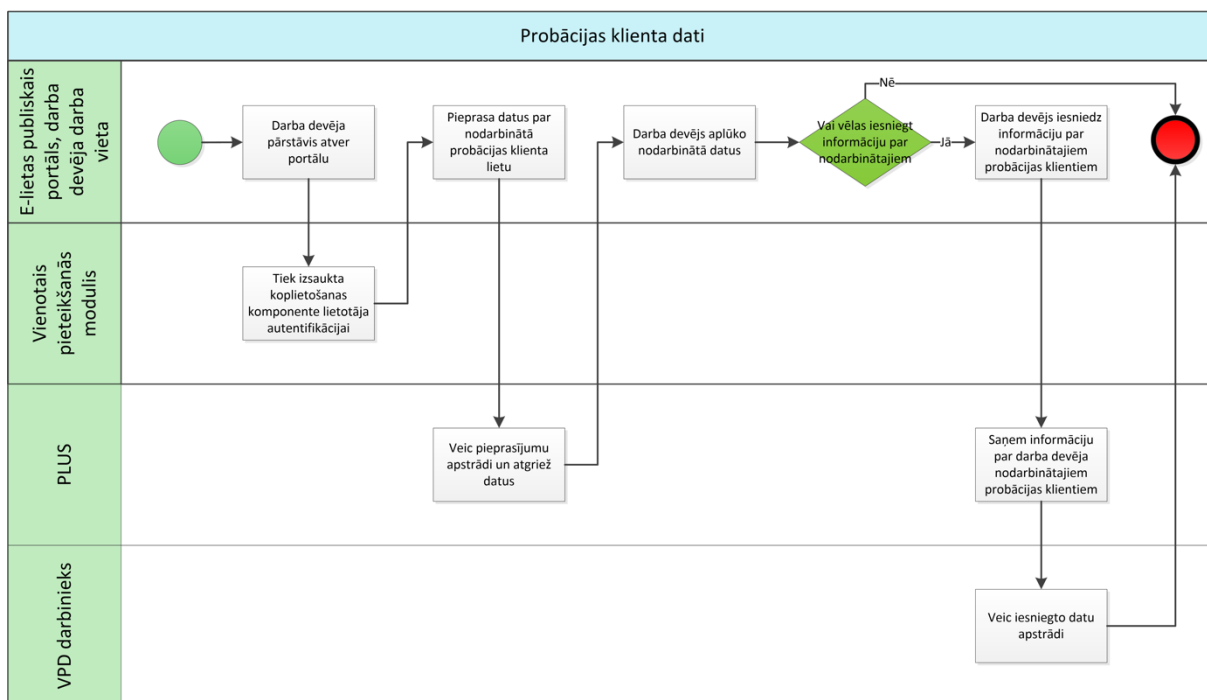 Probācijas klienta dati
E-lietas publiskais
portāls, darba
devēja darba
vieta
Darba devēja
pārstāvis atver
portālu
Pieprasa datus par
nodarbinātā
probācijas klienta
lietu
Darba devējs aplūko
nodarbinātā datus
Vai vēlas iesniegt
informāciju par
nodarbinātajiem
Nē
Jā
Darba devējs iesniedz
informāciju par
nodarbinātajiem
probācijas klientiem
Vienotais
pieteikšanās
modulis
Tiek izsaukta
koplietošanas
komponente lietotāja
autentifikācijai
PLUS
Veic pieprasījumu
apstrādi un atgriež
datus
Saņem informāciju
par darba devēja
nodarbinātajiem
probācijas klientiem
VPD darbinieks
Veic iesniegto datu
apstrādi